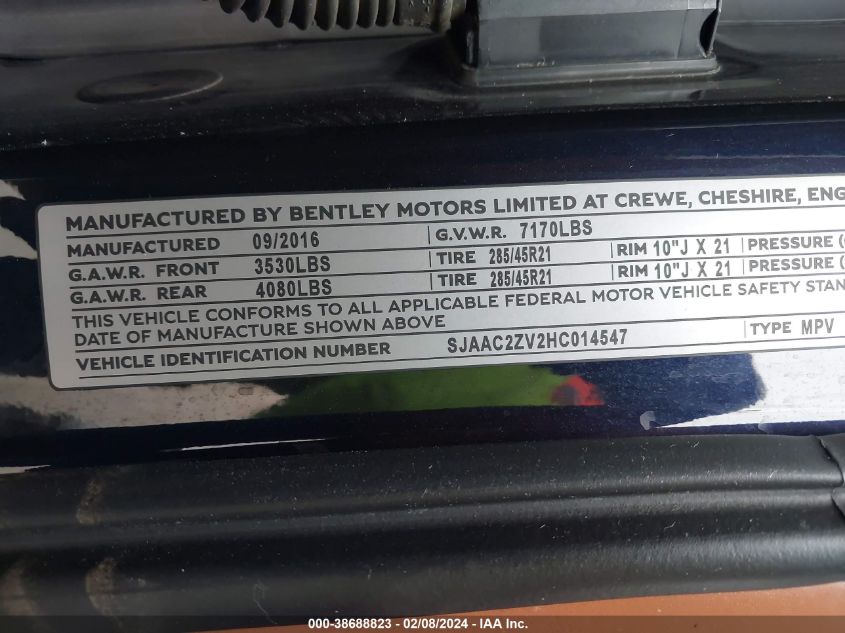 MANUFACTURED BY BENTLEY MOTORS LIMITED AT CREWE, CHESHIRE,
MANUFACTURED 09/2016 G.V.W.R. 7170LBS
G.A.W.R. FRONT 3530LBS TIRE 285/45R21 RIM 10"J X 21 PRESSURE
G.A.W.R. REAR 4080LBS TIRE 285/45R21 RIM 10"J X 21 PRESSURE
THIS VEHICLE CONFORMS TO ALL APPLICABLE FEDERAL MOTOR VEHICLE SAFETY
DATE OF MANUFACTURE SHOWN ABOVE
VEHICLE IDENTIFICATION NUMBER SJAAC2ZV2HC014547 TYPE MPV
000-38688823 - 02/08/2024 - IAA Inc.